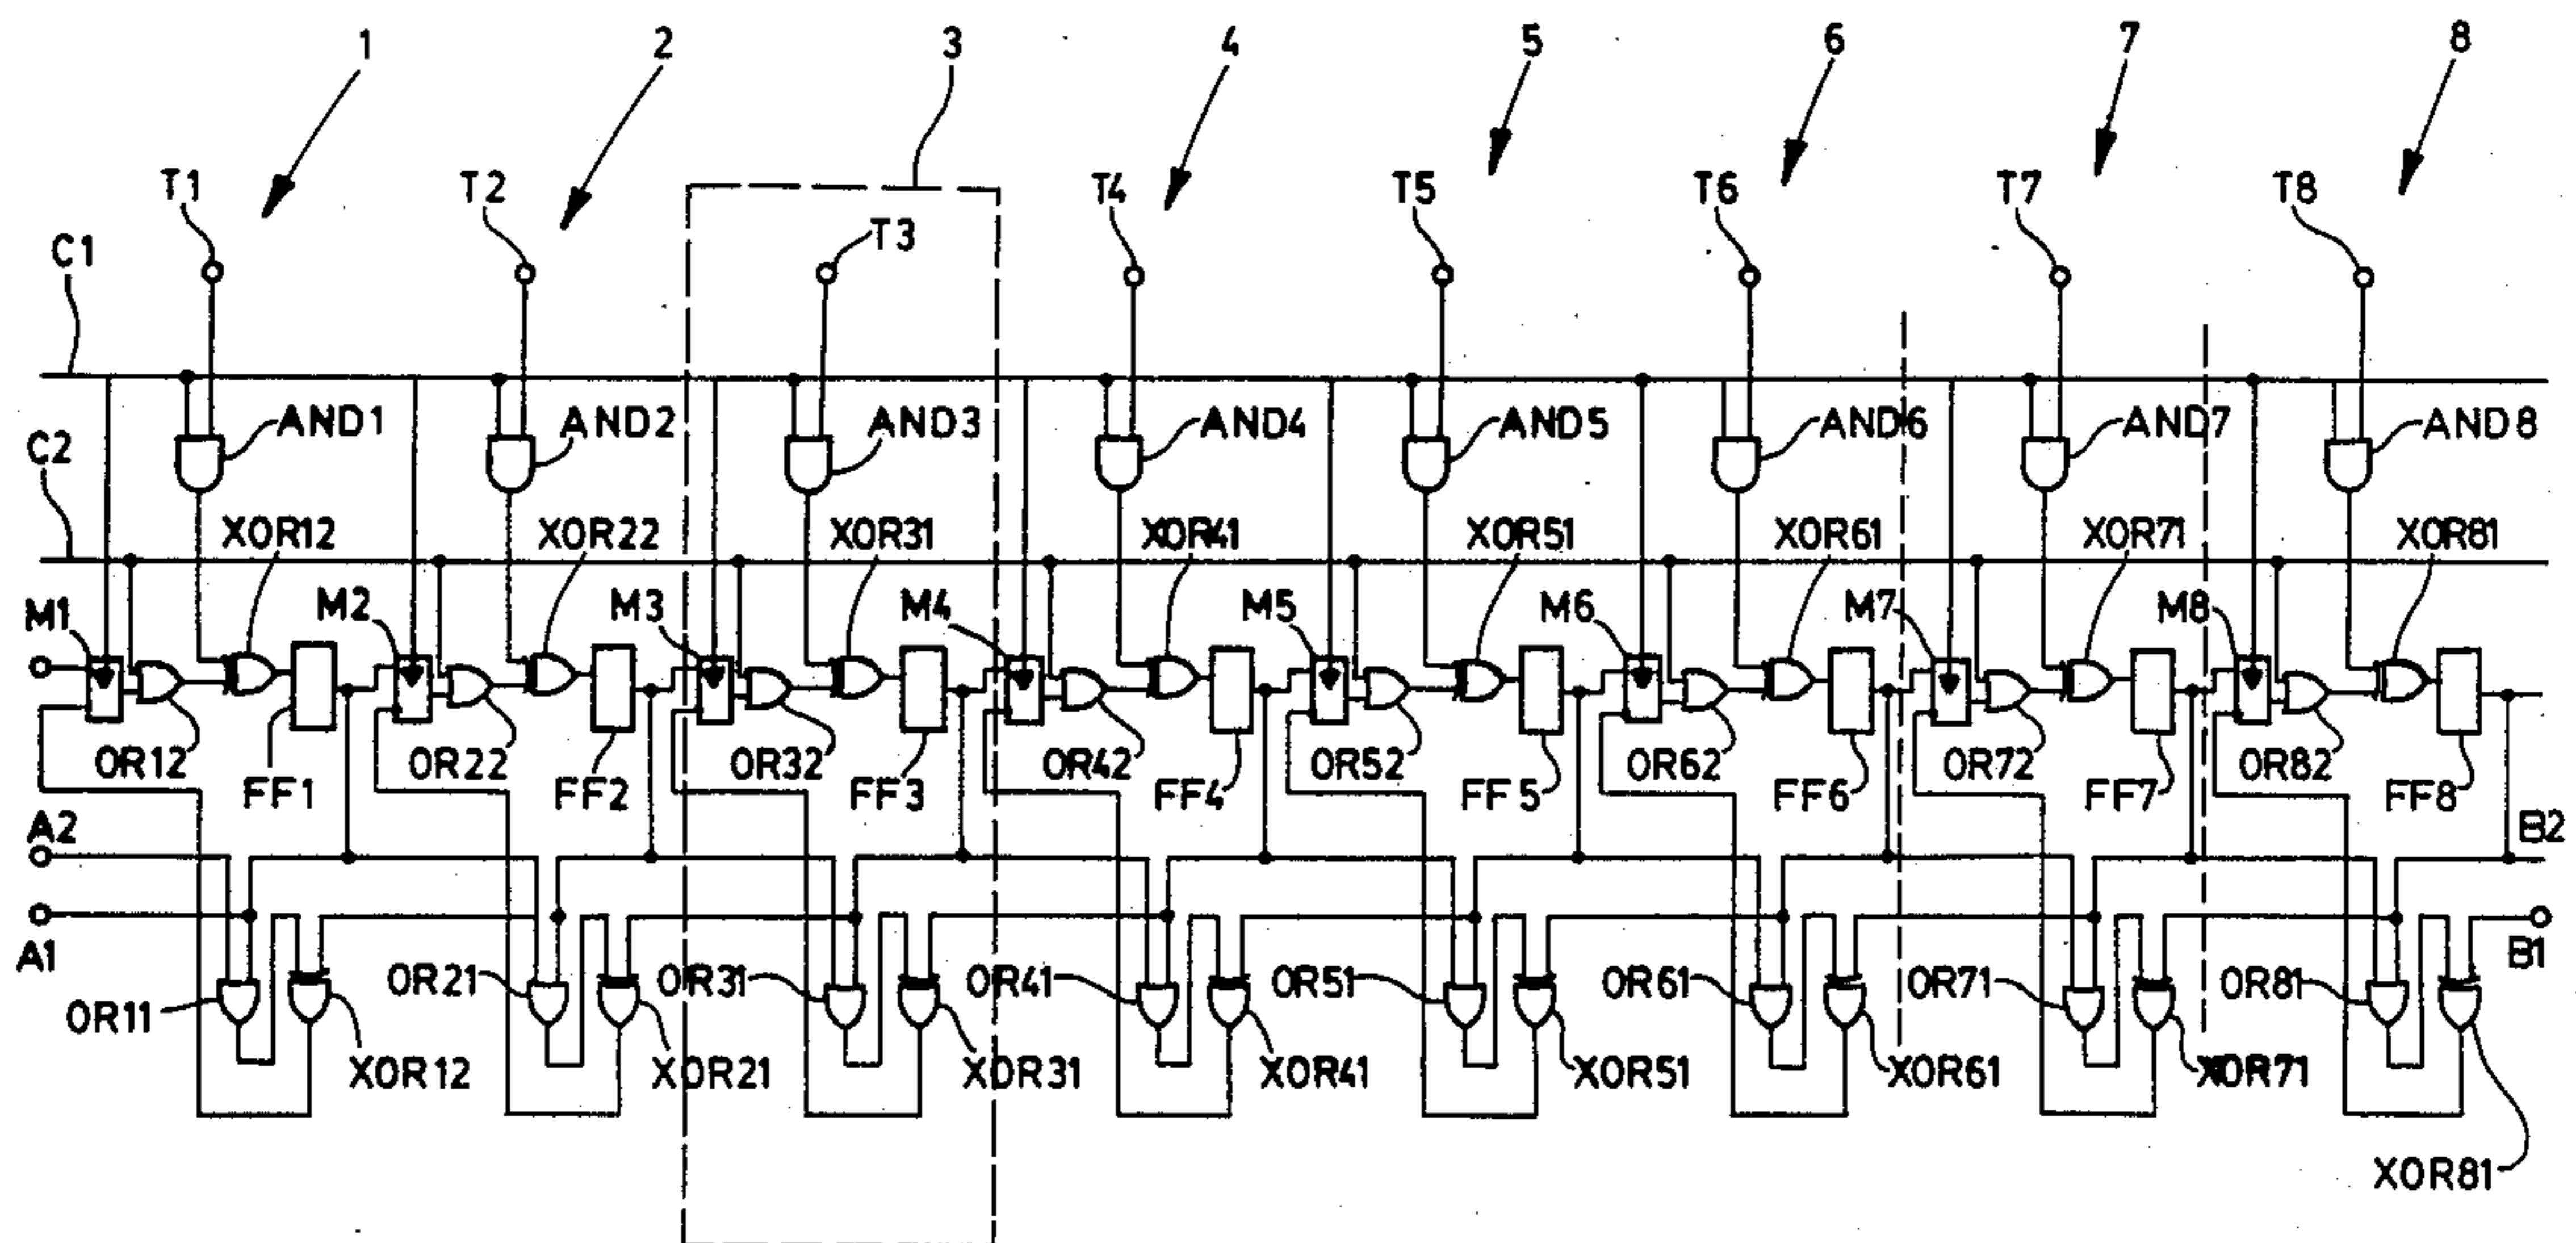 1 2 3 4 5 6 7 8
T1 T2 T3 T4 T5 T6 T7 T8
C1
AND1 AND2 AND3 AND4 AND5 AND6 AND7 AND8
C2
XOR12 XOR22 XOR31 XOR41 XOR51 XOR61 XOR71 XOR81
M1 M2 M3 M4 M5 M6 M7 M8
OR12 FF1 OR22 FF2 OR32 FF3 OR42 FF4 OR52 FF5 OR62 FF6 OR72 FF7 OR82 FF8
A2 B2
A1 B1
OR11 OR21 OR31 OR41 OR51 OR61 OR71 OR81
XOR12 XOR21 XOR31 XOR41 XOR51 XOR61 XOR71
XOR81